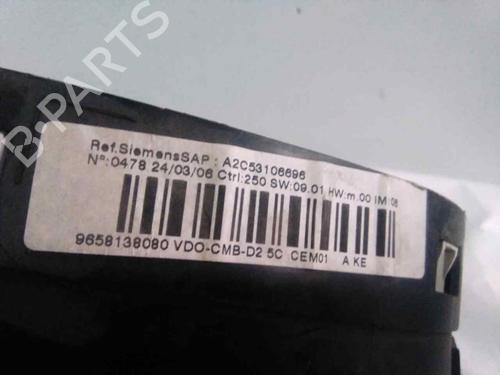 B-PARTS
Ref.SiemensSAP : A2C53106696
N°:0478 24/03/06 Ctrl:250 SW:09.01 HW:m.00 IM:08
9658138080 VDO-CMB-D2 5C CEM01 A KE